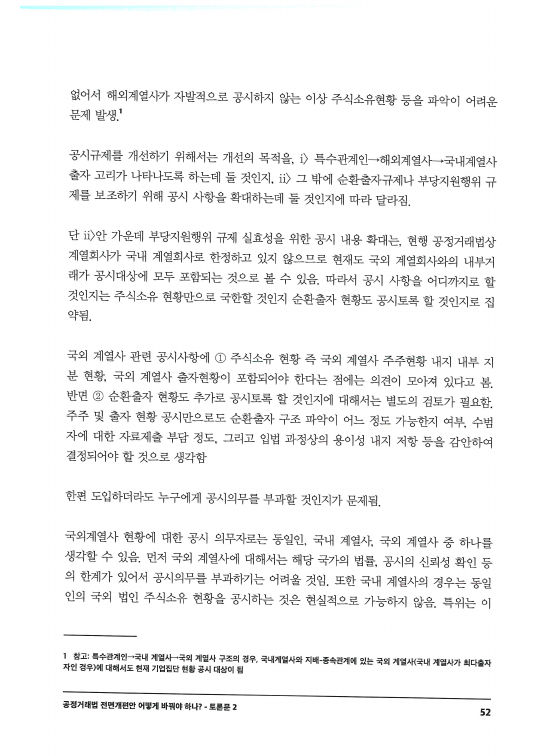 없어서 해외계열사가 자발적으로 공시하지 않는 이상 주식소유현황 등을 파악이 어려운
문제 발생.1
공시규제를 개선하기 위해서는 개선의 목적을, i) 특수관계인→해외계열사→국내계열사
출자 고리가 나타나도록 하는데 둘 것인지, ii) 그 밖에 순환출자규제나 부당지원행위 규
제를 보조하기 위해 공시 사항을 확대하는데 둘 것인지에 따라 달라짐.
단 ii)안 가운데 부당지원행위 규제 실효성을 위한 공시 내용 확대는, 현행 공정거래법상
계열회사가 국내 계열회사로 한정하고 있지 않으므로 현재도 국외 계열회사와의 내부거
래가 공시대상에 모두 포함되는 것으로 볼 수 있음. 따라서 공시 사항을 어디까지로 할
것인지는 주식소유 현황만으로 국한할 것인지 순환출자 현황도 공시토록 할 것인지로 집
약됨.
국외 계열사 관련 공시사항에 ① 주식소유 현황 즉 국외 계열사 주주현황 내지 내부 지
분 현황, 국외 계열사 출자현황이 포함되어야 한다는 점에는 의견이 모아져 있다고 봄.
반면 ② 순환출자 현황도 추가로 공시토록 할 것인지에 대해서는 별도의 검토가 필요함.
주주 및 출자 현황 공시만으로도 순환출자 구조 파악이 어느 정도 가능한지 여부, 수범
자에 대한 자료제출 부담 정도, 그리고 입법 과정상의 용이성 내지 저항 등을 감안하여
결정되어야 할 것으로 생각함
한편 도입하더라도 누구에게 공시의무를 부과할 것인지가 문제됨.
국외계열사 현황에 대한 공시 의무자로는 동일인, 국내 계열사, 국외 계열사 중 하나를
생각할 수 있음. 먼저 국외 계열사에 대해서는 해당 국가의 법률, 공시의 신뢰성 확인 등
의 한계가 있어서 공시의무를 부과하기는 어려울 것임. 또한 국내 계열사의 경우는 동일
인의 국외 법인 주식소유 현황을 공시하는 것은 현실적으로 가능하지 않음. 특위는 이
1 참고: 특수관계인→국내 계열사→국외 계열사 구조의 경우, 국내계열사와 지배·종속관계에 있는 국외 계열사(국내 계열사가 최다출자
자인 경우)에 대해서도 현재 기업집단 현황 공시 대상이 됨
공정거래법 전면개편안 어떻게 바꿔야 하나? - 토론문 2
52